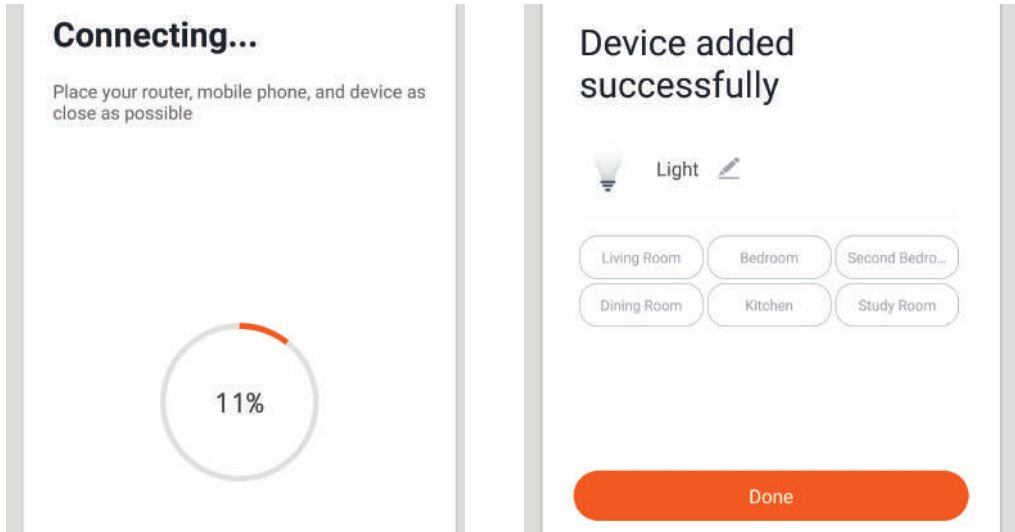 Connecting...
Place your router, mobile phone, and device as
close as possible
11%
Device added
successfully
Light
Living Room
Bedroom
Second Bedro...
Dining Room
Kitchen
Study Room
Done